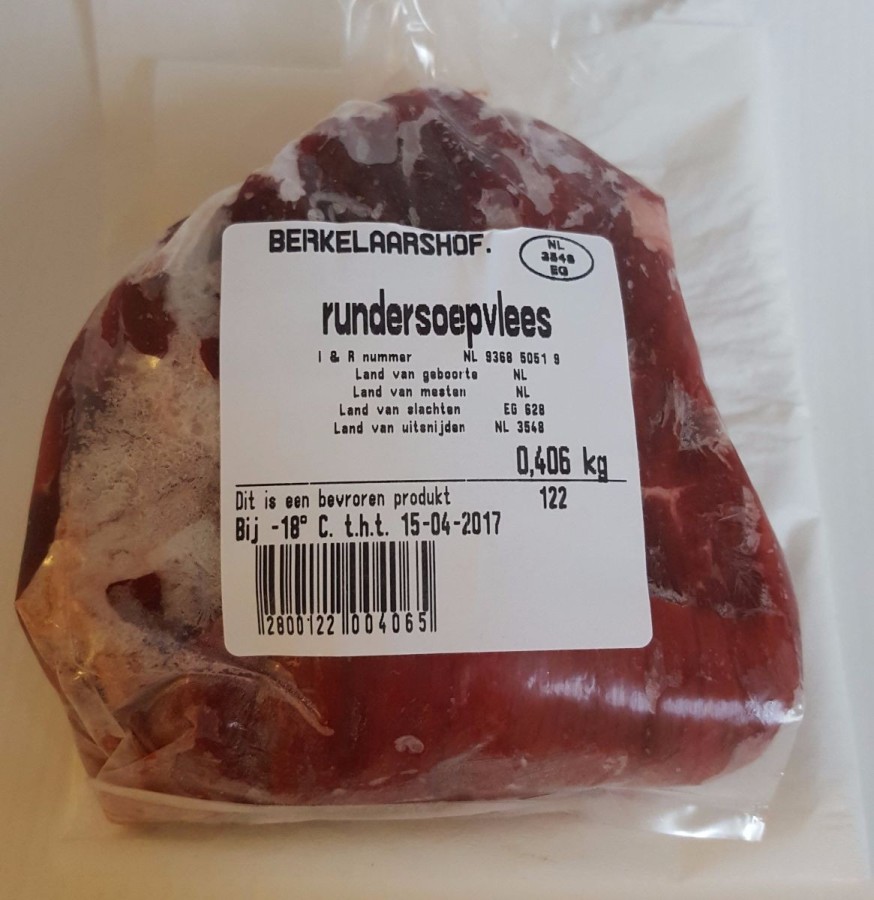 BERKELAARSHOF.
NL
3548
EG
rundersoepvlees
I & R nummer NL 9368 5051 9
Land van geboorte NL
Land van mesten NL
Land van slachten EG 628
Land van uitsnijden NL 3548
0,406 kg
Dit is een bevroren produkt 122
Bij -18° C. t.h.t. 15-04-2017
2800122 004065